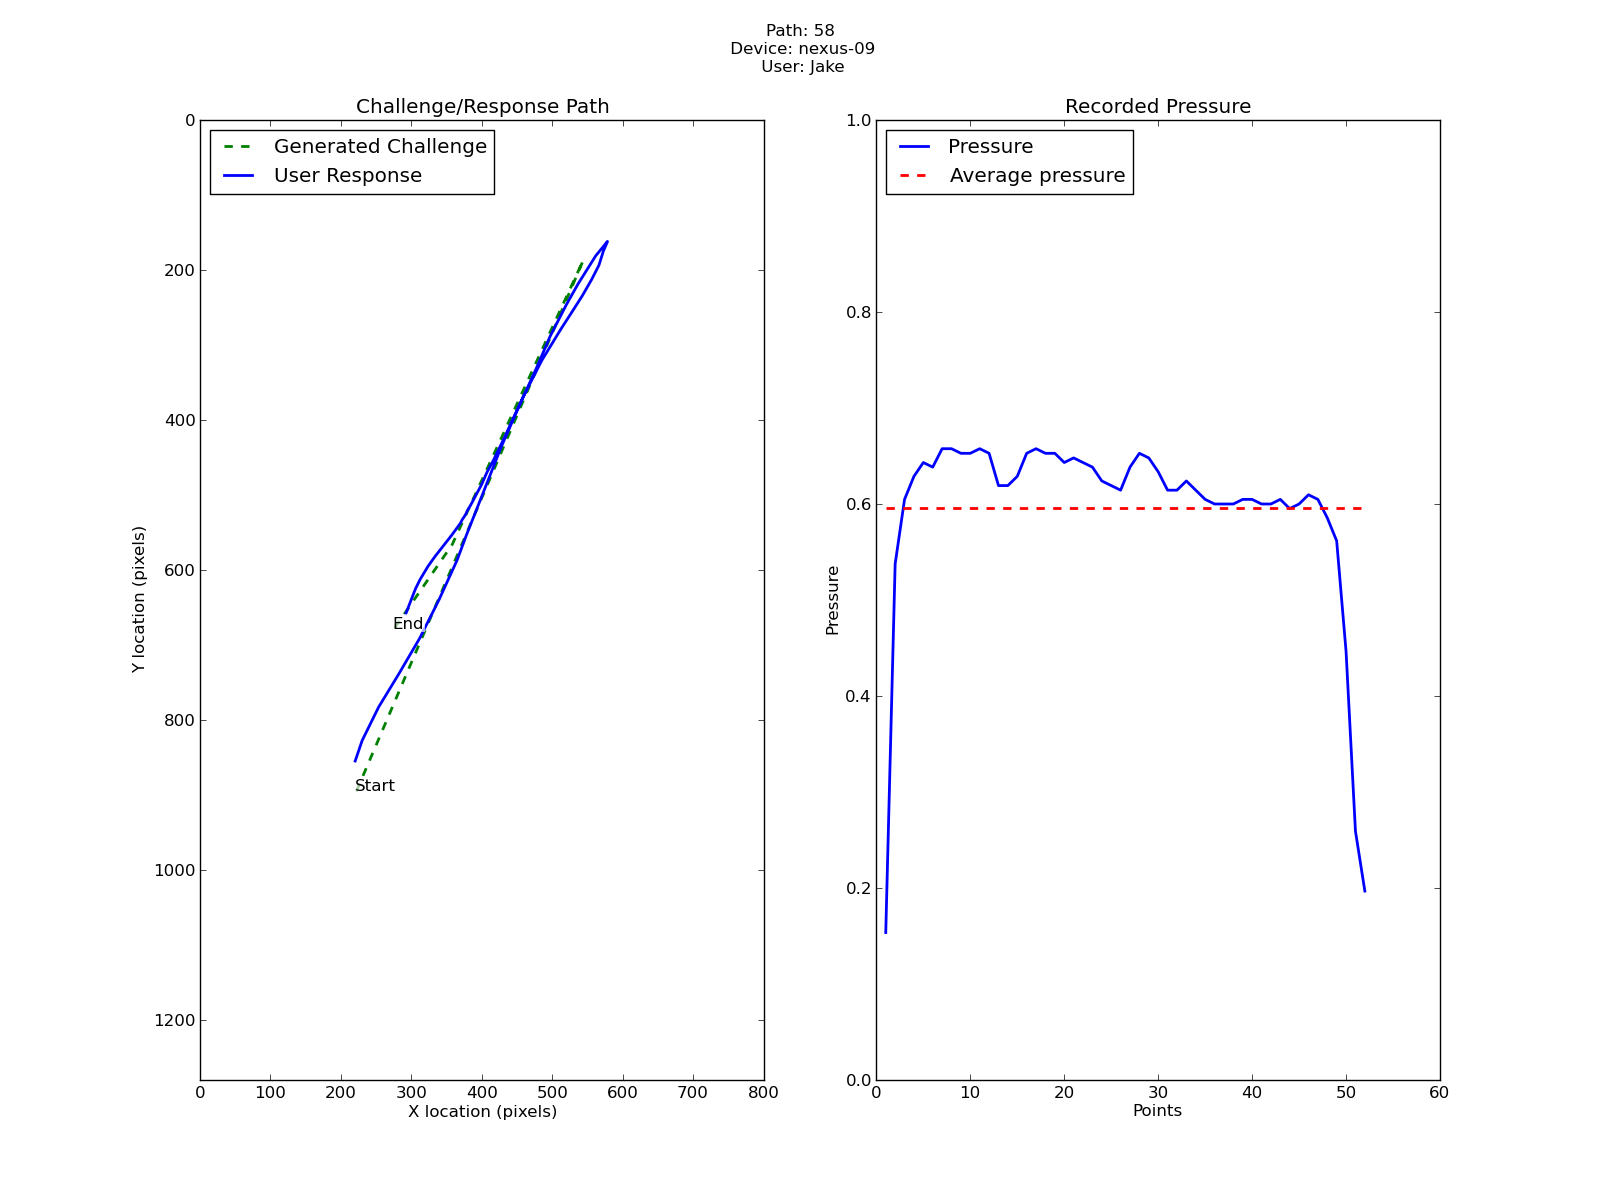 Path: 58
Device: nexus-09
User: Jake
Challenge/Response Path
Generated Challenge
User Response
0
200
400
600
800
1000
1200
Y location (pixels)
End
Start
0 100 200 300 400 500 600 700 800
X location (pixels)
Recorded Pressure
Pressure
Average pressure
1.0
0.8
0.6
0.4
0.2
0.0
Pressure
0 10 20 30 40 50 60
Points